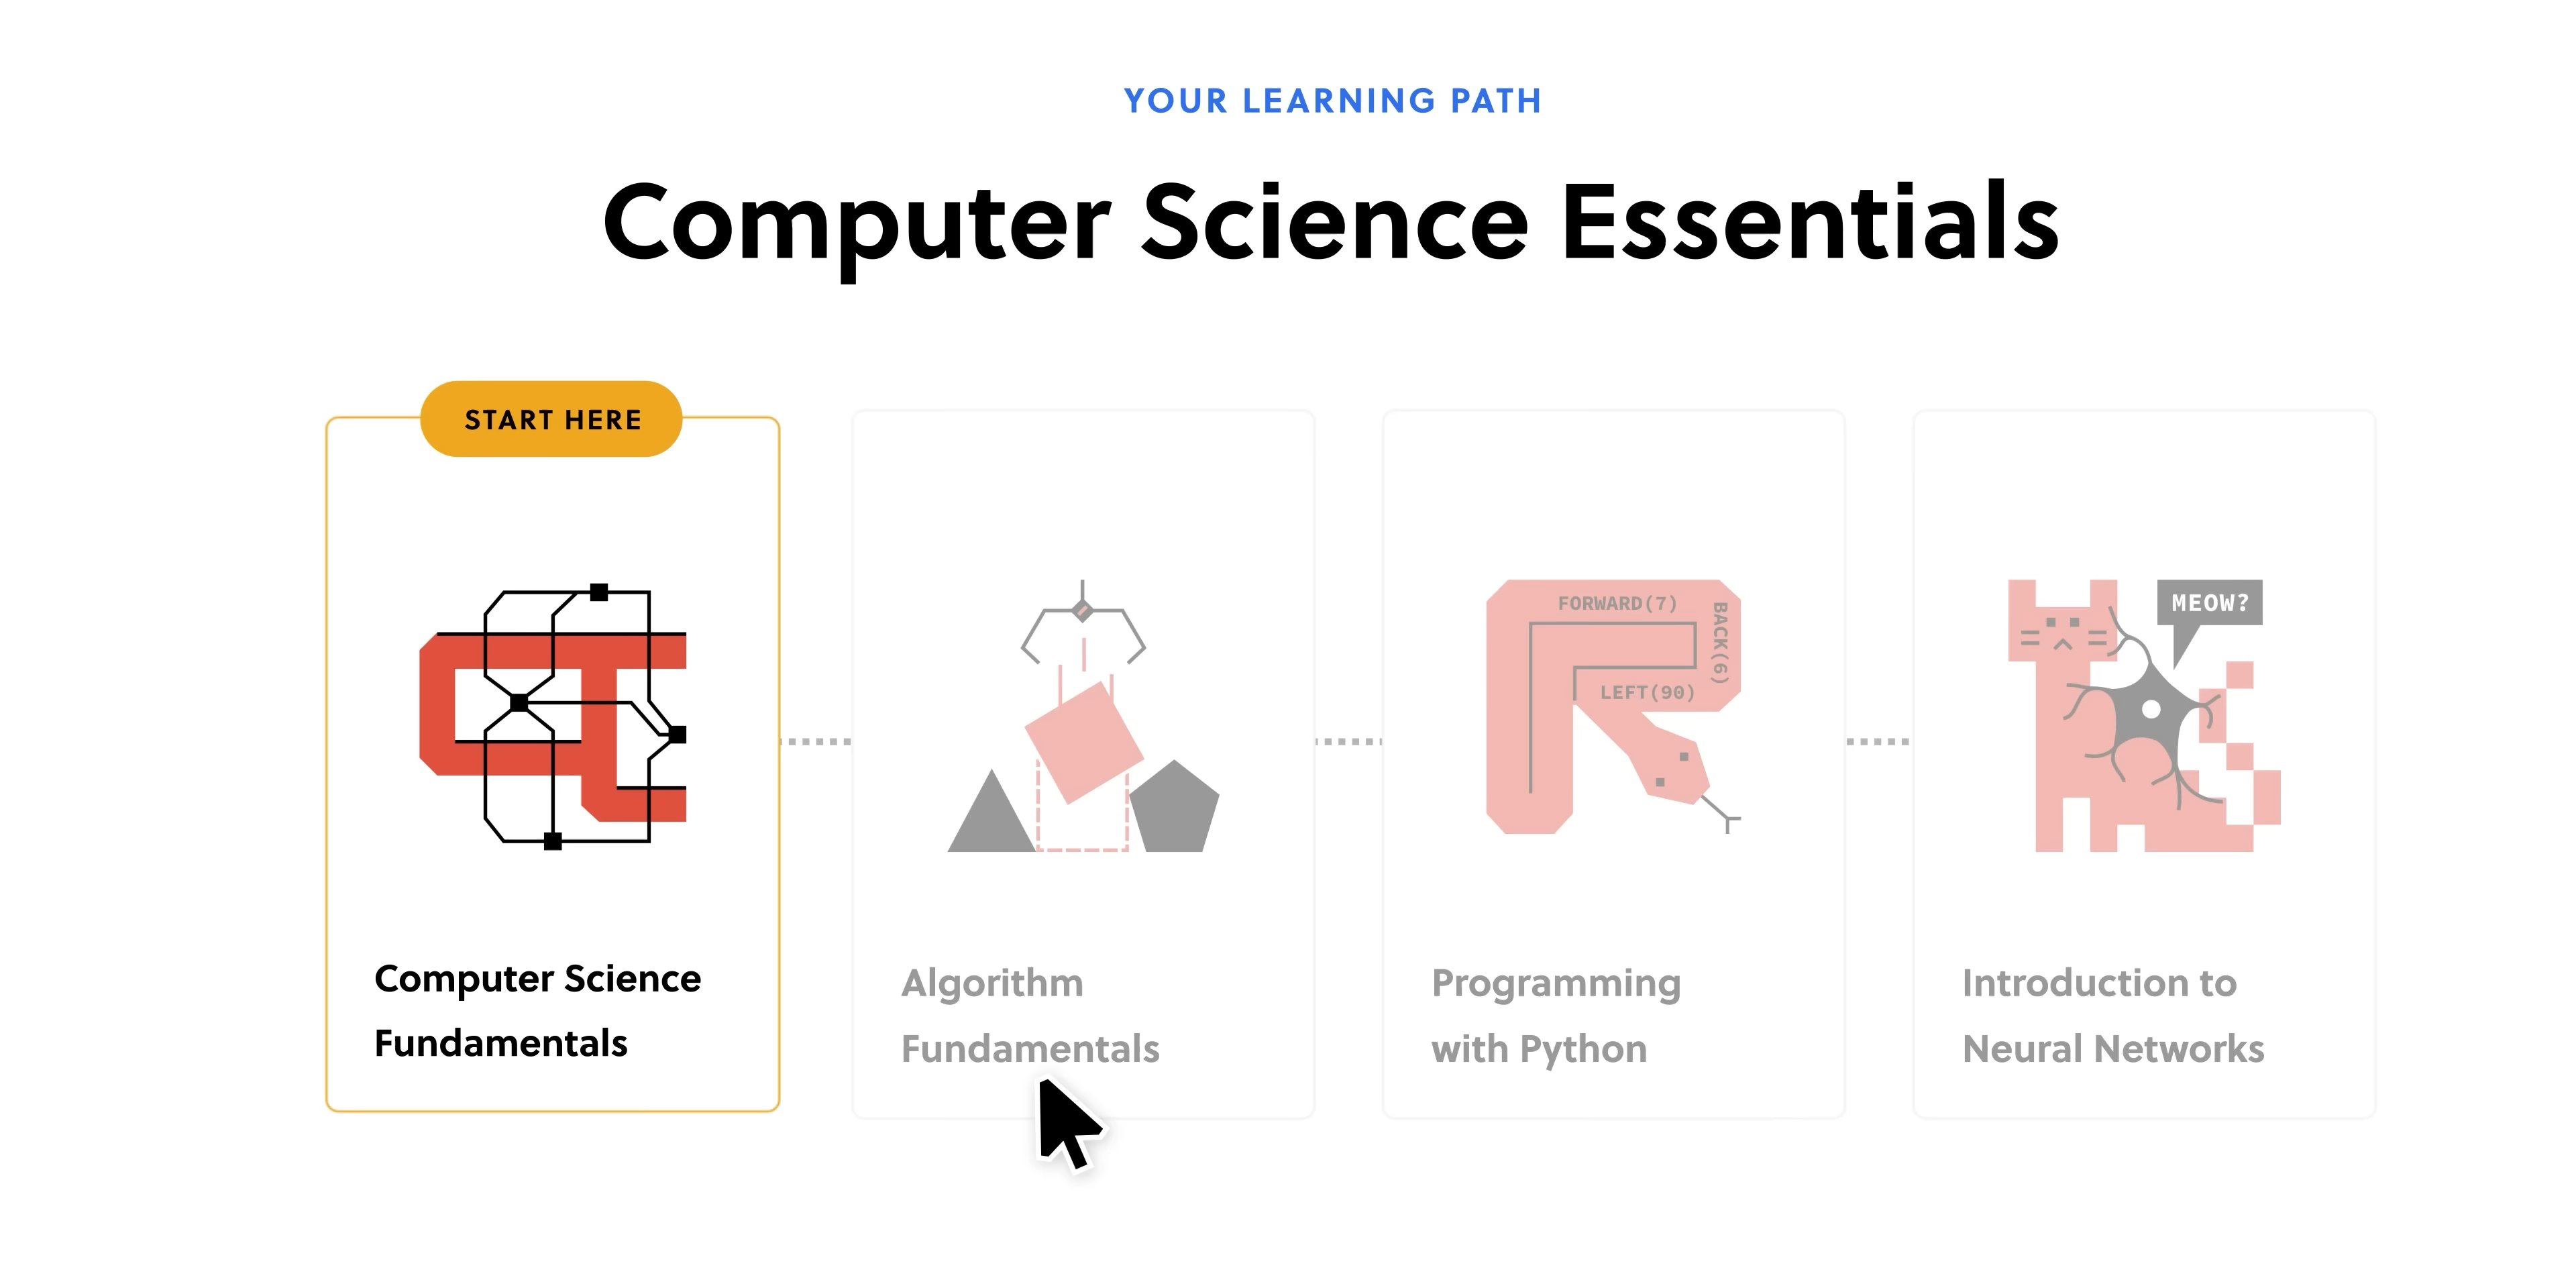 YOUR LEARNING PATH
Computer Science Essentials
START HERE
Computer Science
Fundamentals
Algorithm
Fundamentals
FORWARD(7)
BACK(6)
LEFT(90)
Programming
with Python
MEOW?
Introduction to
Neural Networks